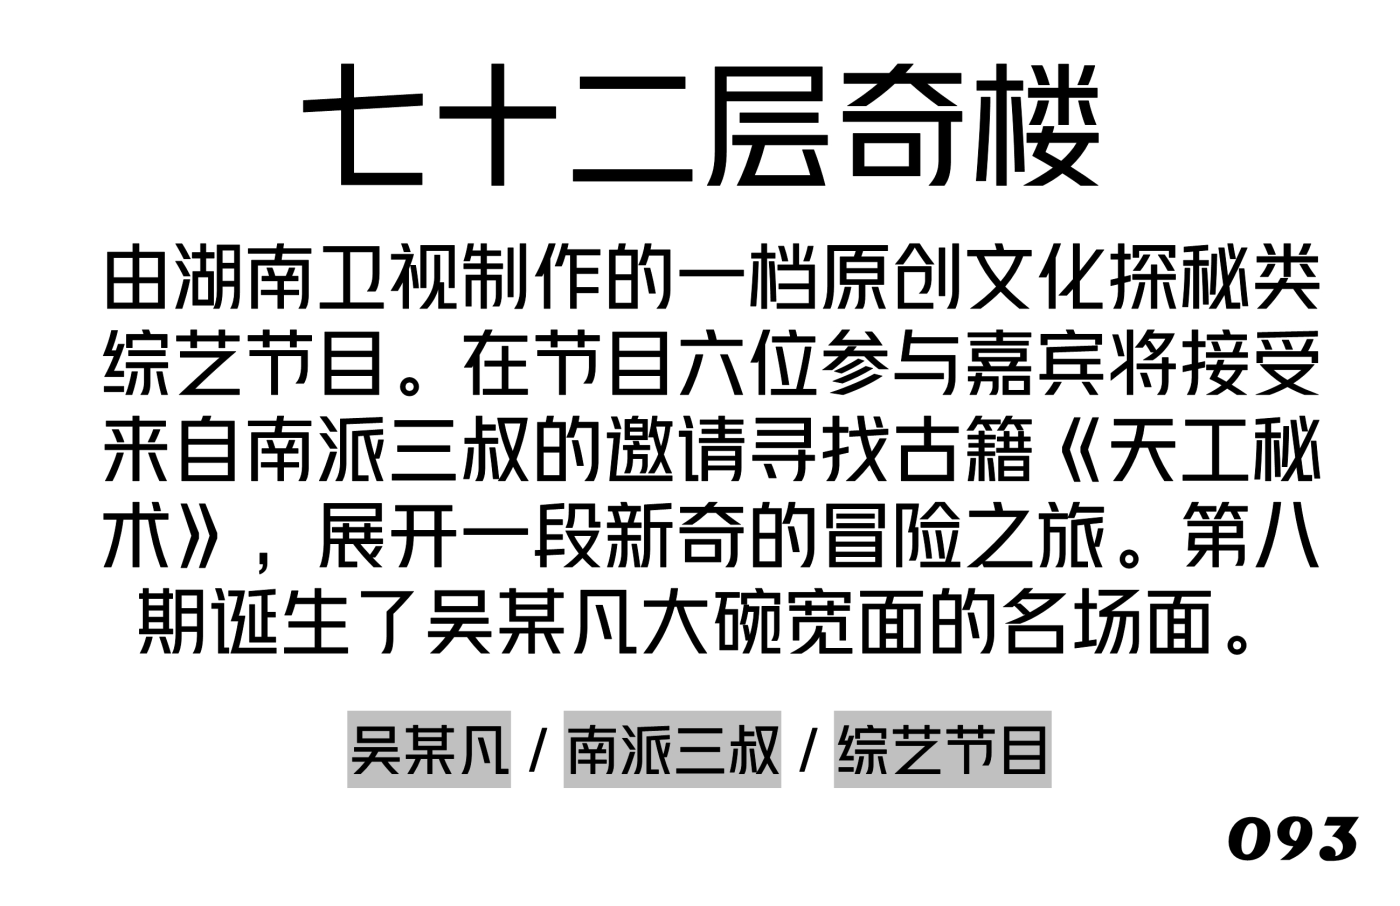 七十二层奇楼
由湖南卫视制作的一档原创文化探秘类
综艺节目。在节目六位参与嘉宾将接受
来自南派三叔的邀请寻找古籍《天工秘
术》，展开一段新奇的冒险之旅。第八
期诞生了吴某凡大碗宽面的名场面。
吴某凡 / 南派三叔 / 综艺节目
093